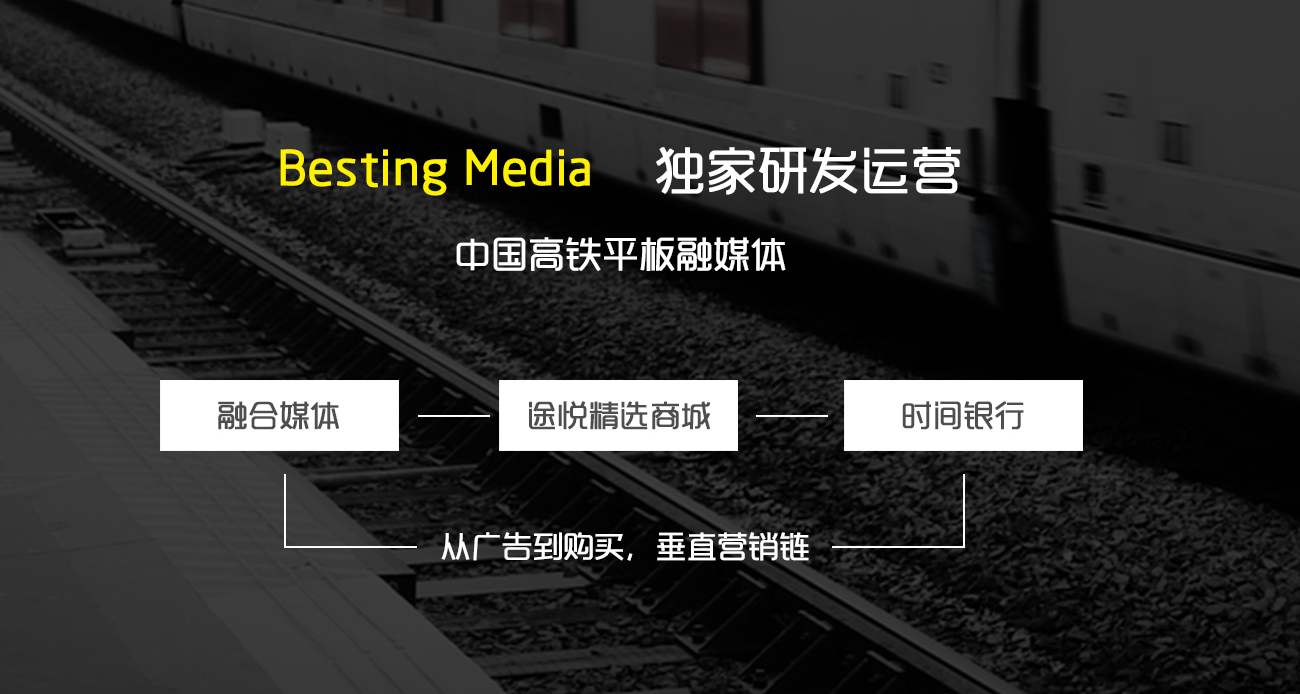 Besting Media 独家研发运营
中国高铁平板融媒体
融合媒体
途悦精选商城
时间银行
从广告到购买，垂直营销链